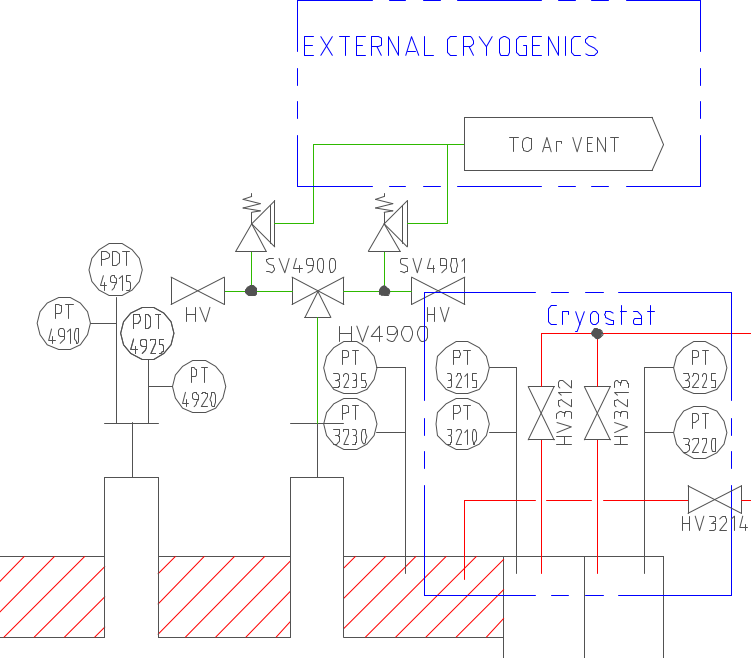 EXTERNAL CRYOGENICS
TO Ar VENT
PDT
4915
SV4900
SV4901
PT
4910
PDT
4925
HV
HV
Cryostat
HV4900
PT
3235
PT
3215
PT
3225
PT
4920
HV3212
HV3213
PT
3230
PT
3210
PT
3220
HV3214